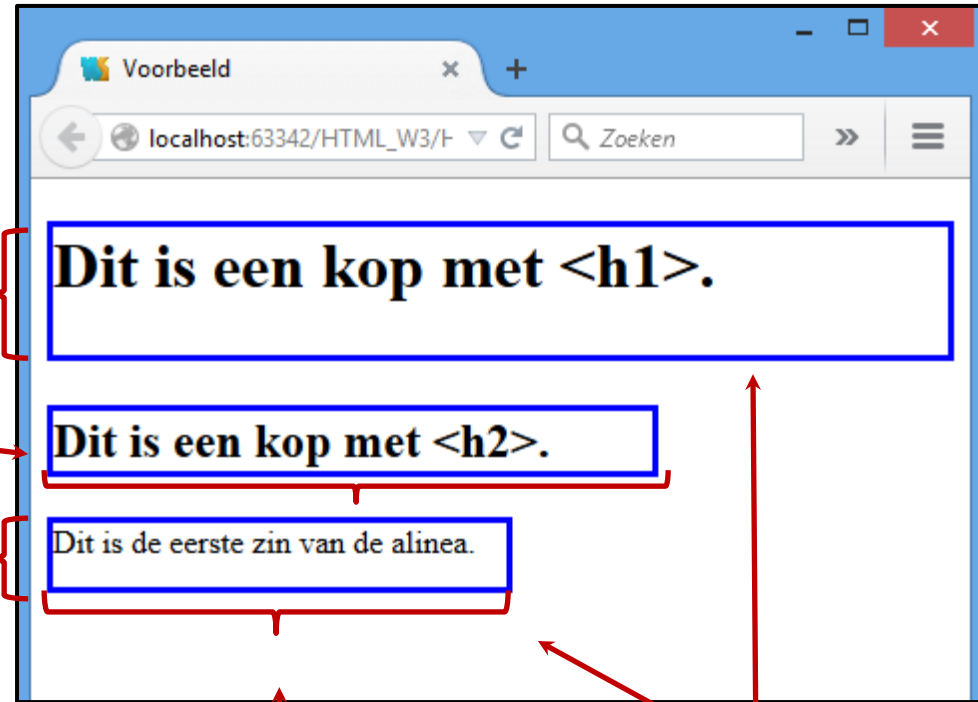 Voorbeeld
localhost:63342/HTML_W3/H
Zoeken
Dit is een kop met <h1>.
Dit is een kop met <h2>.
Dit is de eerste zin van de alinea.